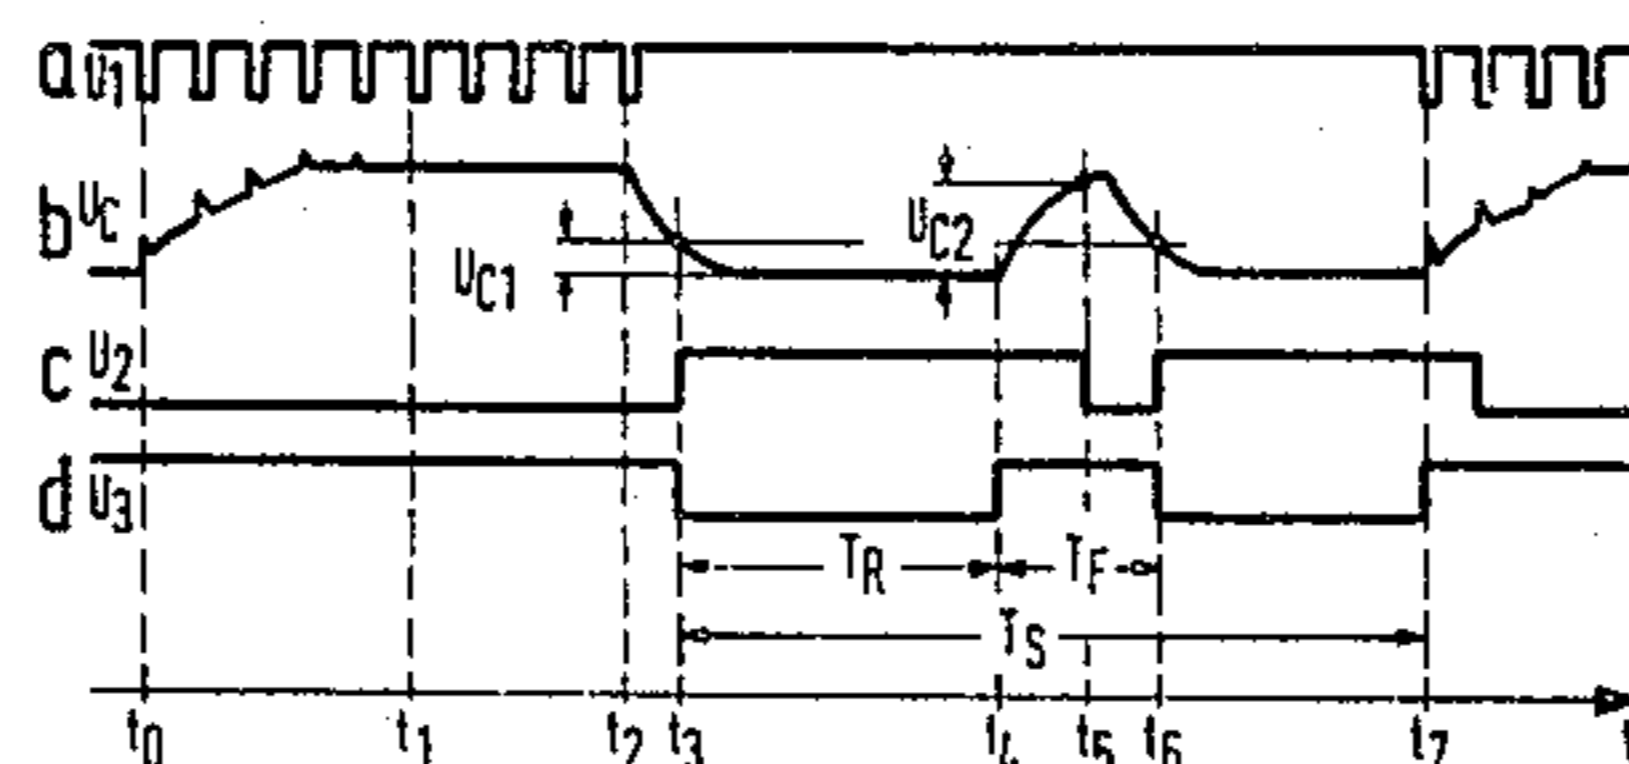 a U1
b UC
UC1
UC2
c U2
d U3
TR
TF
TS
t0 t1 t2 t3 t4 t5 t6 t7